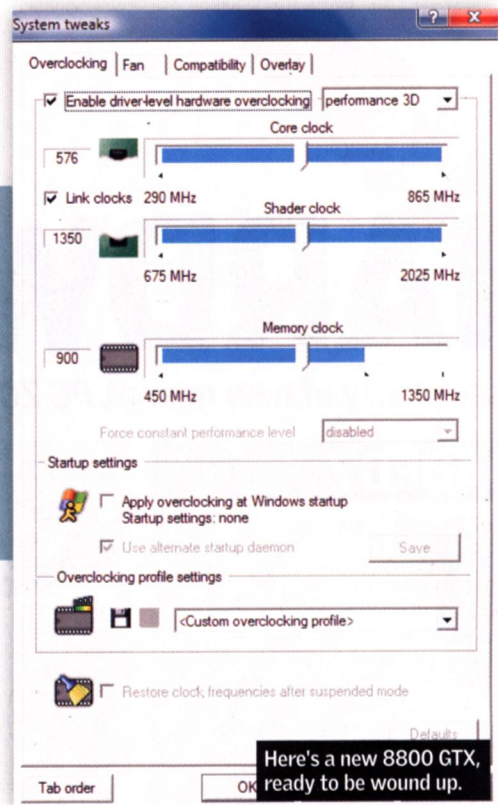 System tweaks
Overclocking Fan Compatibility Overlay
Enable driver-level hardware overclocking performance 3D
Core clock
576
Link clocks 290 MHz 865 MHz
Shader clock
1350
675 MHz 2025 MHz
Memory clock
900
450 MHz 1350 MHz
Force constant performance level disabled
Startup settings
Apply overclocking at Windows startup
Startup settings: none
Use alternate startup daemon Save
Overclocking profile settings
<Custom overclocking profile>
Restore clock frequencies after suspended mode
Defaults
Tab order OK
Here's a new 8800 GTX,
ready to be wound up.